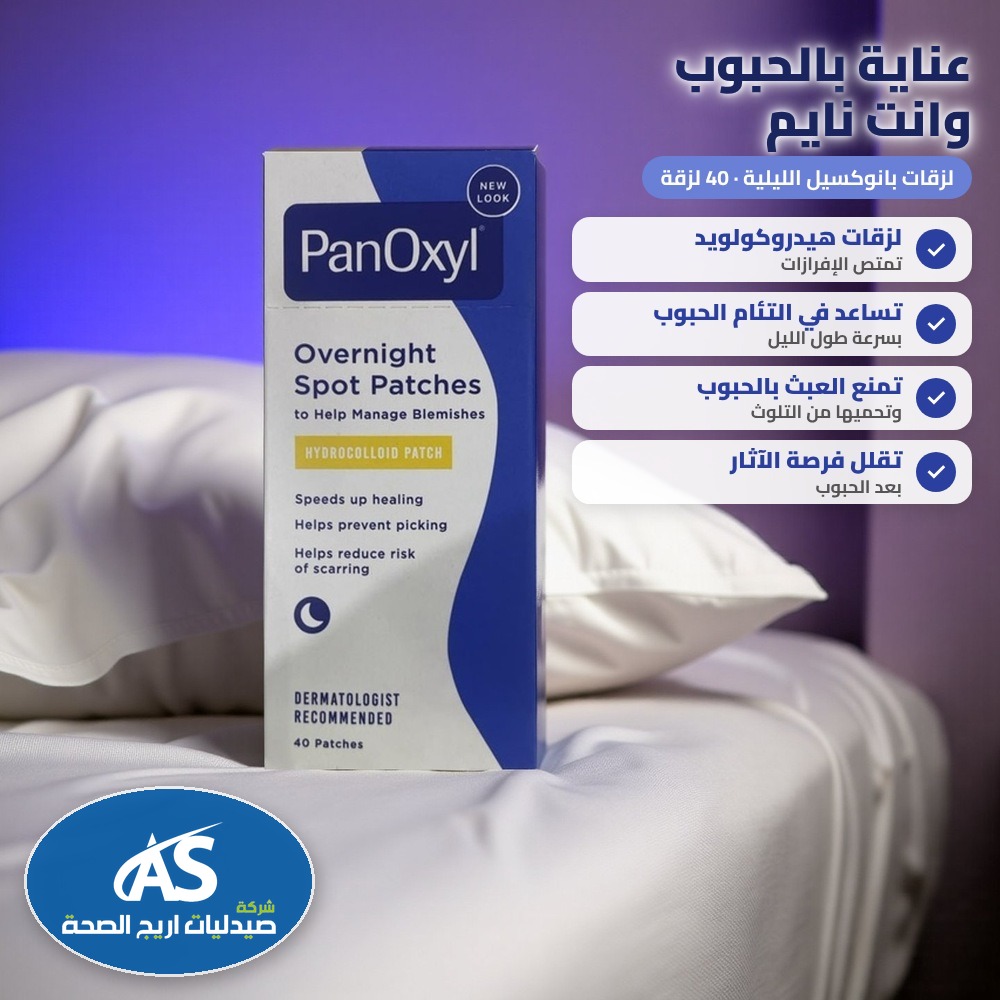 عناية بالحبوب
وانت نايم
لزقات بانوكسيل الليلية · 40 لزقة
لزقات هيدروكولويد
تمتص الإفرازات
تساعد في التئام الحبوب
بسرعة طول الليل
تمنع العبث بالحبوب
وتحميها من التلوث
تقلل فرصة الآثار
بعد الحبوب
NEW
LOOK
PanOxyl®
Overnight
Spot Patches
to Help Manage Blemishes
HYDROCOLLOID PATCH
Speeds up healing
Helps prevent picking
Helps reduce risk
of scarring
DERMATOLOGIST
RECOMMENDED
40 Patches
AS
شركة
صيدليات اريج الصحة